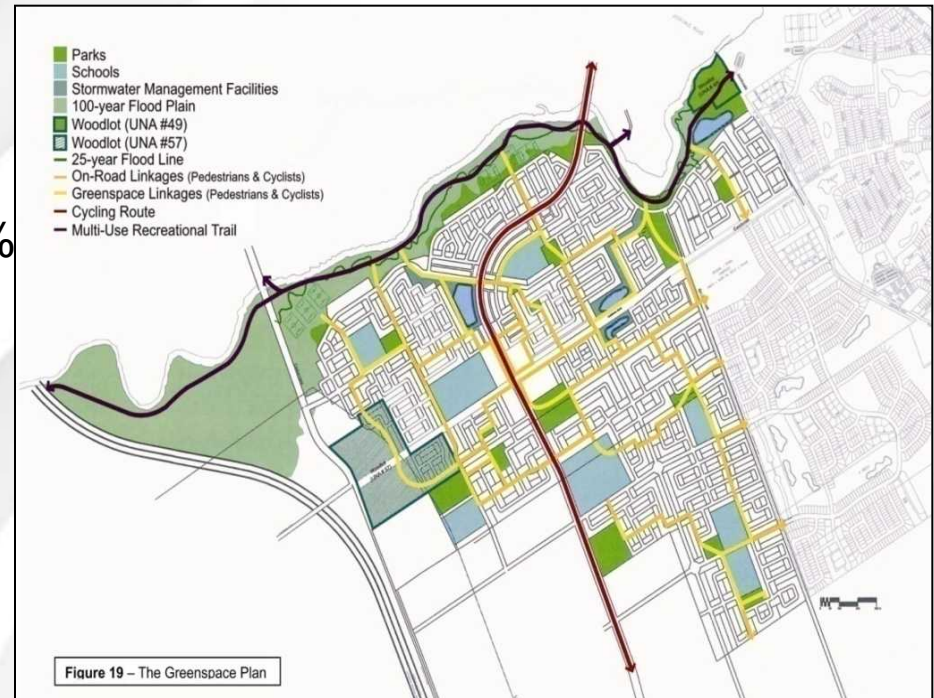 %
Parks
Schools
Stormwater Management Facilities
100-year Flood Plain
Woodlot (UNA #49)
Woodlot (UNA #57)
25-year Flood Line
On-Road Linkages (Pedestrians & Cyclists)
Greenspace Linkages (Pedestrians & Cyclists)
Cycling Route
Multi-Use Recreational Trail
Figure 19 – The Greenspace Plan